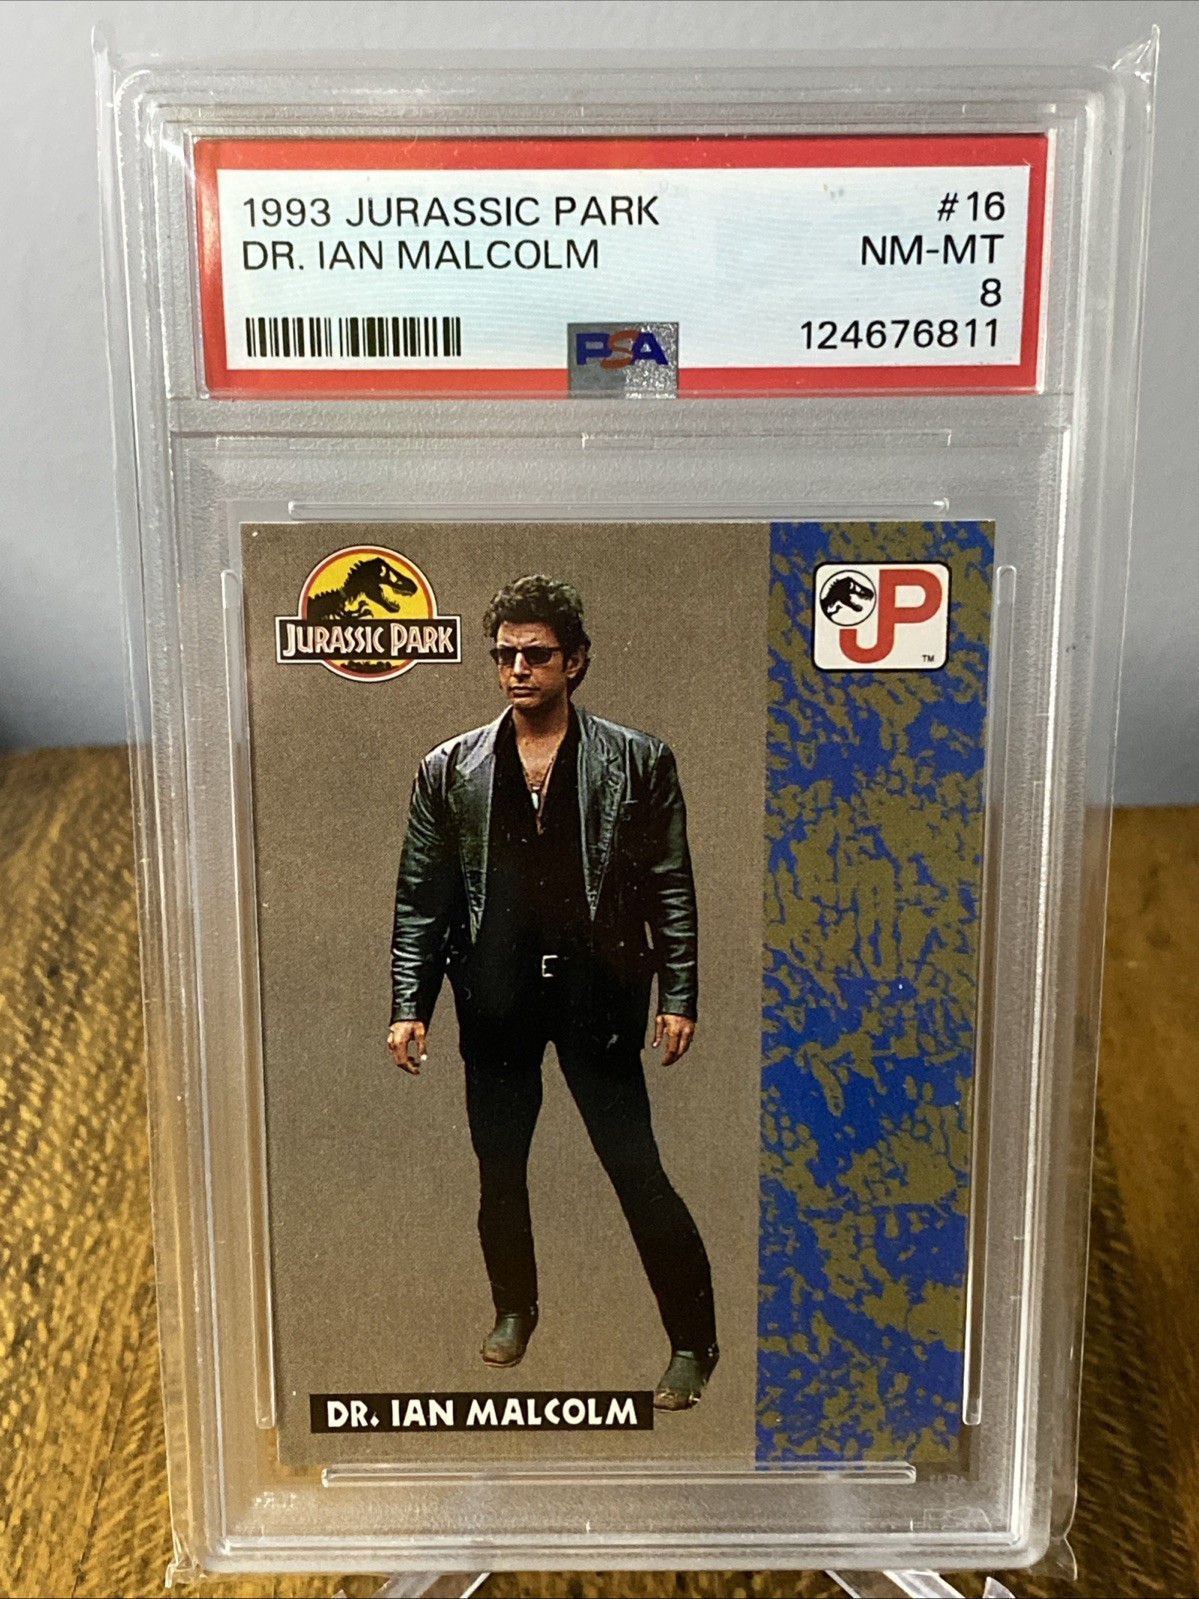 1993 JURASSIC PARK #16
DR. IAN MALCOLM NM-MT
8
PSA 124676811
JURASSIC PARK
JP
TM
DR. IAN MALCOLM